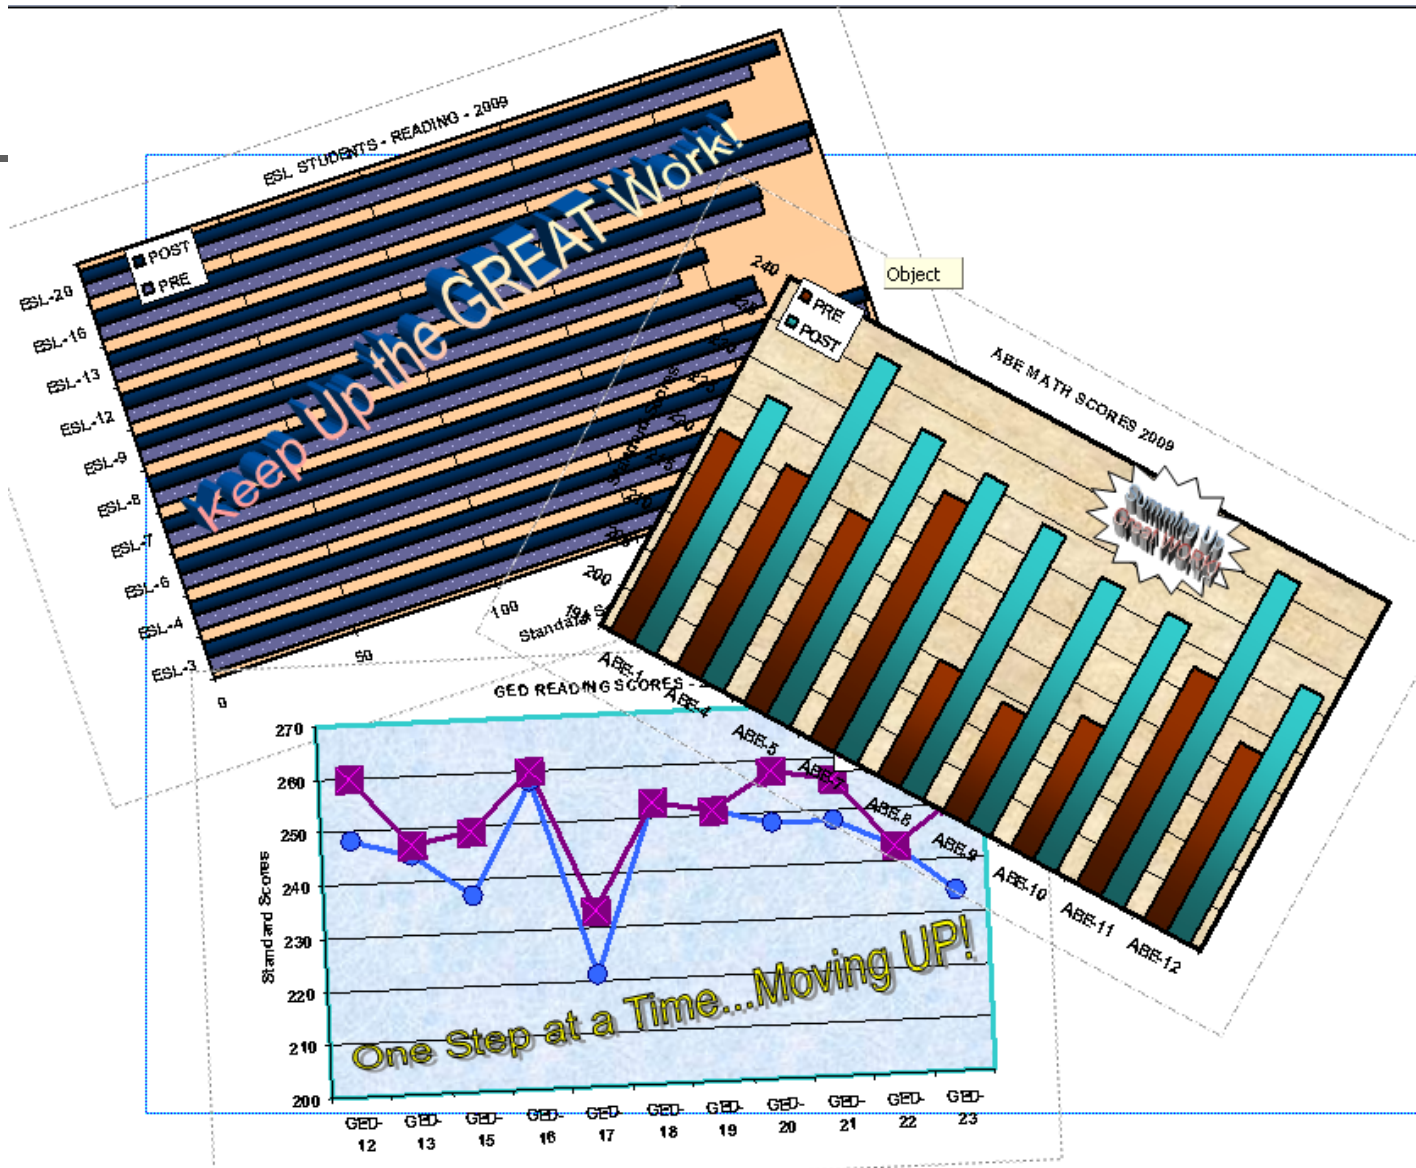 ESL STUDENTS - READING - 2009
POST
PRE
Keep Up the GREAT Work!
ESL-20
ESL-16
ESL-13
ESL-12
ESL-9
ESL-8
ESL-7
ESL-6
ESL-4
ESL-3
0
50
100
Object
ABE MATH SCORES 2009
PRE
POST
240
200
Great Work
ABE-1
ABE-4
ABE-5
ABE-7
ABE-8
ABE-9
ABE-10
ABE-11
ABE-12
GED READING SCORES -
Standard Scores
270
260
250
240
230
220
210
200
One Step at a Time...Moving UP!
GED-12
GED-13
GED-15
GED-16
GED-17
GED-18
GED-19
GED-20
GED-21
GED-22
GED-23